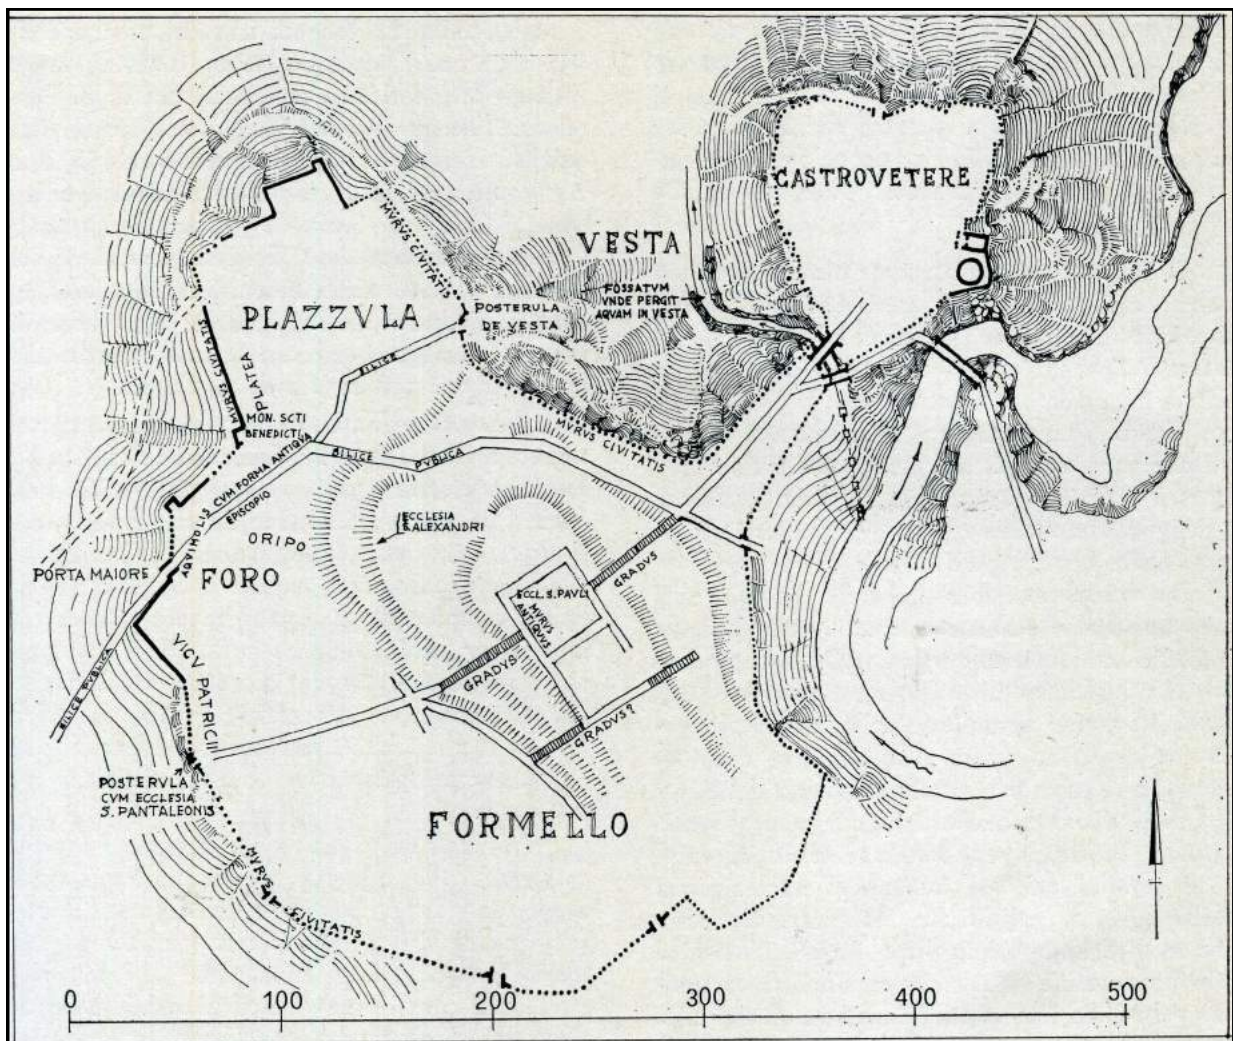 CASTROVETERE
VESTA
FOSSATVM
VNDE PERGIT
AQVAM IN VESTA
MVRVS CIVITATIS
POSTERVLA
DE VESTA
PLAZZVLA
PLATEA
MVRVS CIVITATIS
SILICE
MON. SCTI
BENEDICTI
MVRVS CIVITATIS
SILICE PVBLICA
AQVIMOLIS CVM FORMA ANTIQVA
EPISCOPIO
ORIPO
ECCLESIA
S. ALEXANDRI
PORTA MAIORE
FORO
GRADVS
ECCL. S. PAVLI
MVRVS
ANTIQVVS
VICV PATRICII
SILICE PVBLICA
GRADVS
GRADVS?
POSTERVLA
CVM ECCLESIA
S. PANTALEONIS
FORMELLO
MVRVS CIVITATIS
0 100 200 300 400 500